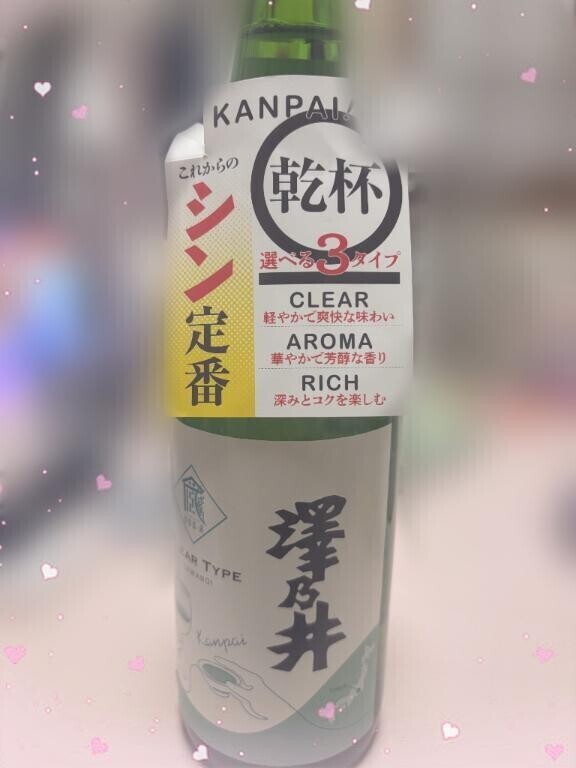 KANPAI!
これからの
シン定番
乾杯
選べる3タイプ
CLEAR
軽やかで爽快な味わい
AROMA
華やかで芳醇な香り
RICH
深みとコクを楽しむ
澤乃井
TYPE
Kanpai